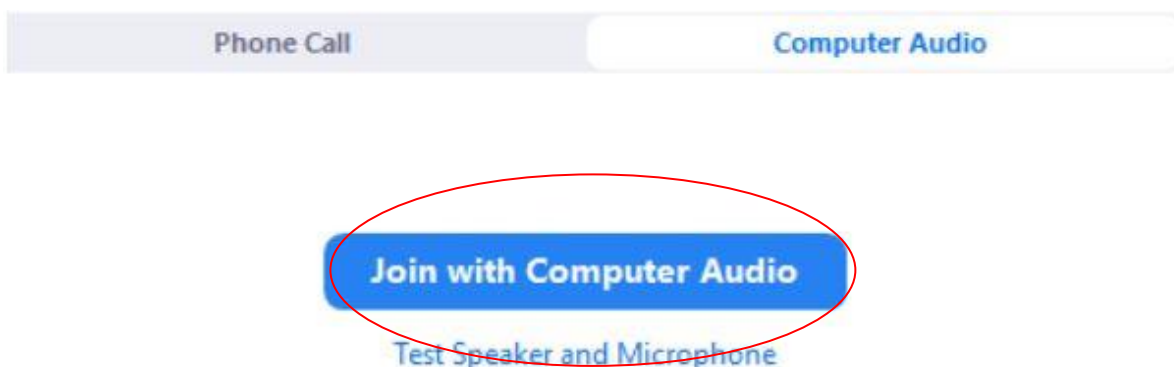 Phone Call
Computer Audio
Join with Computer Audio
Test Speaker and Microphone